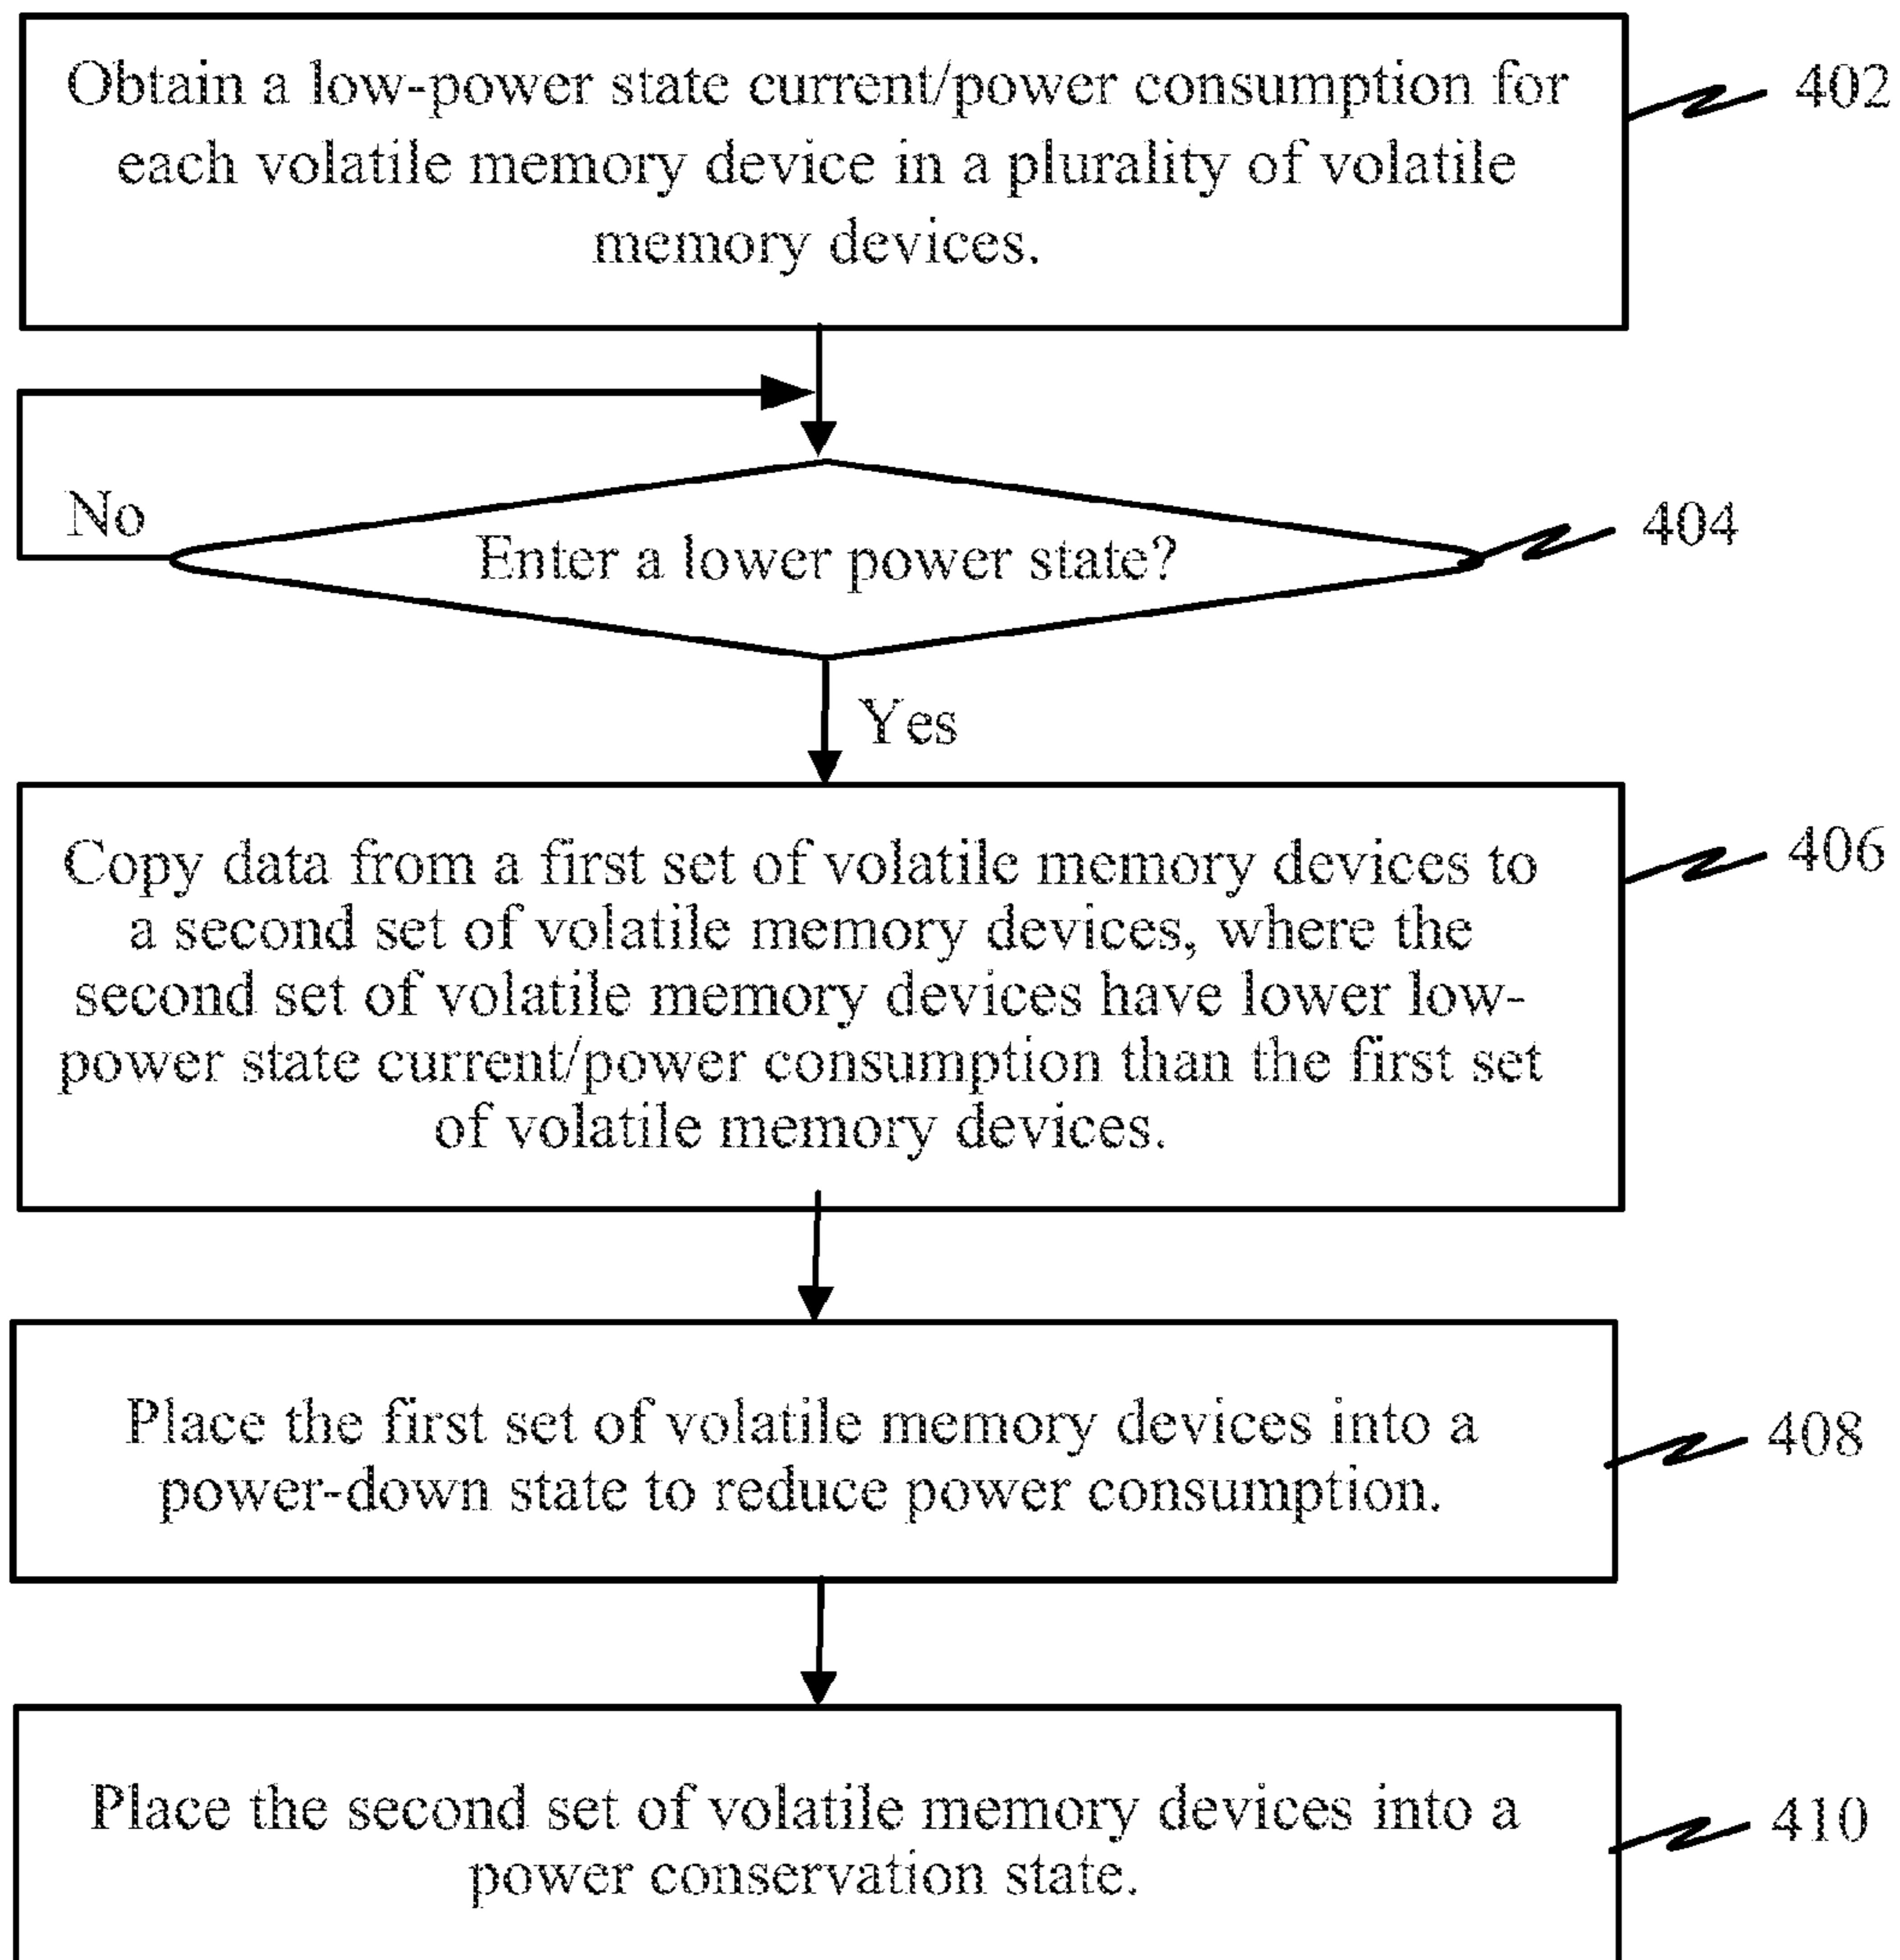 Obtain a low-power state current/power consumption for
each volatile memory device in a plurality of volatile
memory devices.
402
No
Enter a lower power state?
404
Yes
Copy data from a first set of volatile memory devices to
a second set of volatile memory devices, where the
second set of volatile memory devices have lower low-
power state current/power consumption than the first set
of volatile memory devices.
406
Place the first set of volatile memory devices into a
power-down state to reduce power consumption.
408
Place the second set of volatile memory devices into a
power conservation state.
410